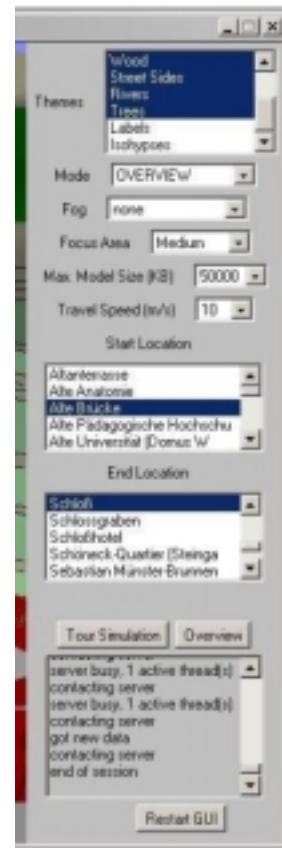 Wood
Street Sides
Rivers
Themes
Trees
Labels
Isohypses
Mode OVERVIEW
Fog none
Focus Area Medium
Max. Model Size (KB) 50000
Travel Speed (m/s) 10
Start Location
Altanterrasse
Alte Anatomie
Alte Brücke
Alte Pädagogische Hochschu
Alte Universität (Domus W
End Location
Schloß
Schlossgraben
Schloßhotel
Schöneck-Quartier (Steinga
Sebastian Münster-Brunnen
Tour Simulation Overview
contacting server
server busy, 1 active thread(s)
contacting server
server busy, 1 active thread(s)
contacting server
got new data
contacting server
end of session
Restart GUI